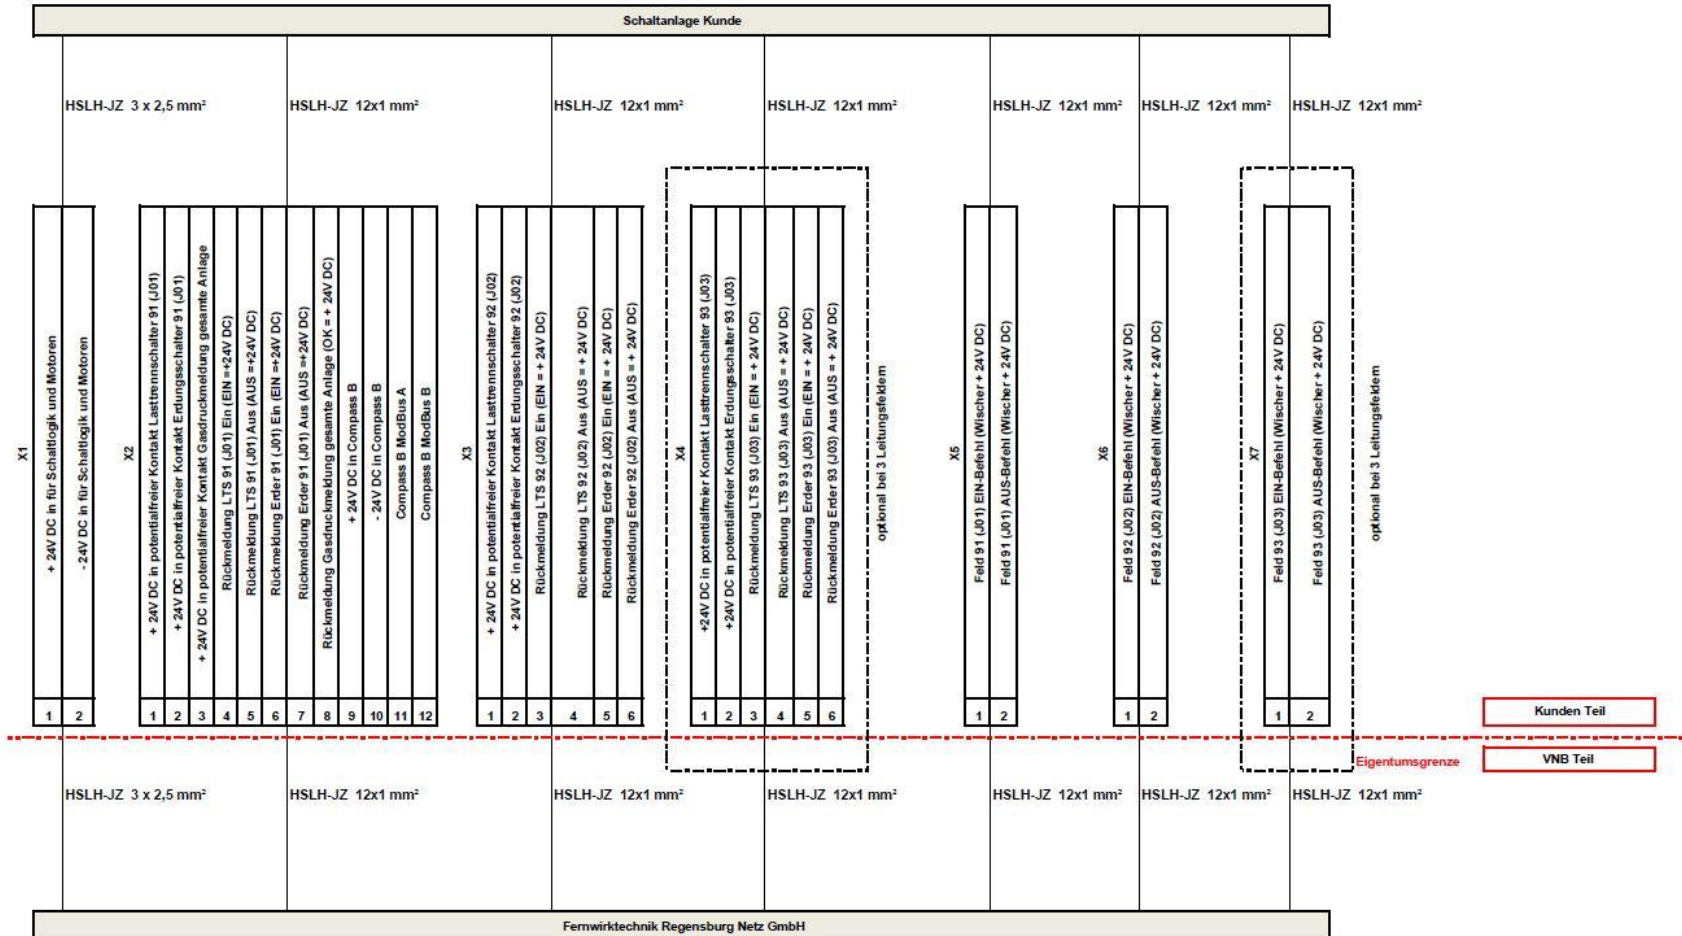 Schaltanlage Kunde
HSLH-JZ 3 x 2,5 mm²
HSLH-JZ 12x1 mm²
HSLH-JZ 12x1 mm²
HSLH-JZ 12x1 mm²
HSLH-JZ 12x1 mm²
HSLH-JZ 12x1 mm²
HSLH-JZ 12x1 mm²
X1
+ 24V DC in für Schaltlogik und Motoren
- 24V DC in für Schaltlogik und Motoren
1
2
X2
+ 24V DC in potentialfreier Kontakt Lasttrennschalter 91 (J01)
+ 24V DC in potentialfreier Kontakt Erdungsschalter 91 (J01)
+ 24V DC in potentialfreier Kontakt Gasdruckmeldung gesamte Anlage
Rückmeldung LTS 91 (J01) Ein (EIN =+24V DC)
Rückmeldung LTS 91 (J01) Aus (AUS =+24V DC)
Rückmeldung Erder 91 (J01) Ein (EIN =+24V DC)
Rückmeldung Erder 91 (J01) Aus (AUS =+24V DC)
Rückmeldung Gasdruckmeldung gesamte Anlage (OK = + 24V DC)
+ 24V DC in Compass B
- 24V DC in Compass B
Compass B ModBus A
Compass B ModBus B
1
2
3
4
5
6
7
8
9
10
11
12
X3
+ 24V DC in potentialfreier Kontakt Lasttrennschalter 92 (J02)
+ 24V DC in potentialfreier Kontakt Erdungsschalter 92 (J02)
Rückmeldung LTS 92 (J02) Ein (EIN = + 24V DC)
Rückmeldung LTS 92 (J02) Aus (AUS = + 24V DC)
Rückmeldung Erder 92 (J02) Ein (EIN = + 24V DC)
Rückmeldung Erder 92 (J02) Aus (AUS = + 24V DC)
1
2
3
4
5
6
X4
+24V DC in potentialfreier Kontakt Lasttrennschalter 93 (J03)
+24V DC in potentialfreier Kontakt Erdungsschalter 93 (J03)
Rückmeldung LTS 93 (J03) Ein (EIN = + 24V DC)
Rückmeldung LTS 93 (J03) Aus (AUS = + 24V DC)
Rückmeldung Erder 93 (J03) Ein (EIN = + 24V DC)
Rückmeldung Erder 93 (J03) Aus (AUS = + 24V DC)
1
2
3
4
5
6
optional bei 3 Leitungsfeldern
X5
Feld 91 (J01) EIN-Befehl (Wischer + 24V DC)
Feld 91 (J01) AUS-Befehl (Wischer + 24V DC)
1
2
X6
Feld 92 (J02) EIN-Befehl (Wischer + 24V DC)
Feld 92 (J02) AUS-Befehl (Wischer + 24V DC)
1
2
X7
Feld 93 (J03) EIN-Befehl (Wischer + 24V DC)
Feld 93 (J03) AUS-Befehl (Wischer + 24V DC)
1
2
optional bei 3 Leitungsfeldern
Kunden Teil
Eigentumsgrenze
VNB Teil
HSLH-JZ 3 x 2,5 mm²
HSLH-JZ 12x1 mm²
HSLH-JZ 12x1 mm²
HSLH-JZ 12x1 mm²
HSLH-JZ 12x1 mm²
HSLH-JZ 12x1 mm²
HSLH-JZ 12x1 mm²
Fernwirktechnik Regensburg Netz GmbH